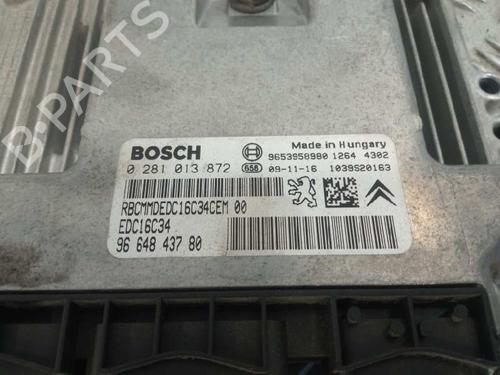 B-PARTS
Made in Hungary
BOSCH 9653958980 1264 4302
0 281 013 872 658 09-11-16 1039S20163
RBCMMDEDC16C34CEM 00
EDC16C34
96 648 437 80